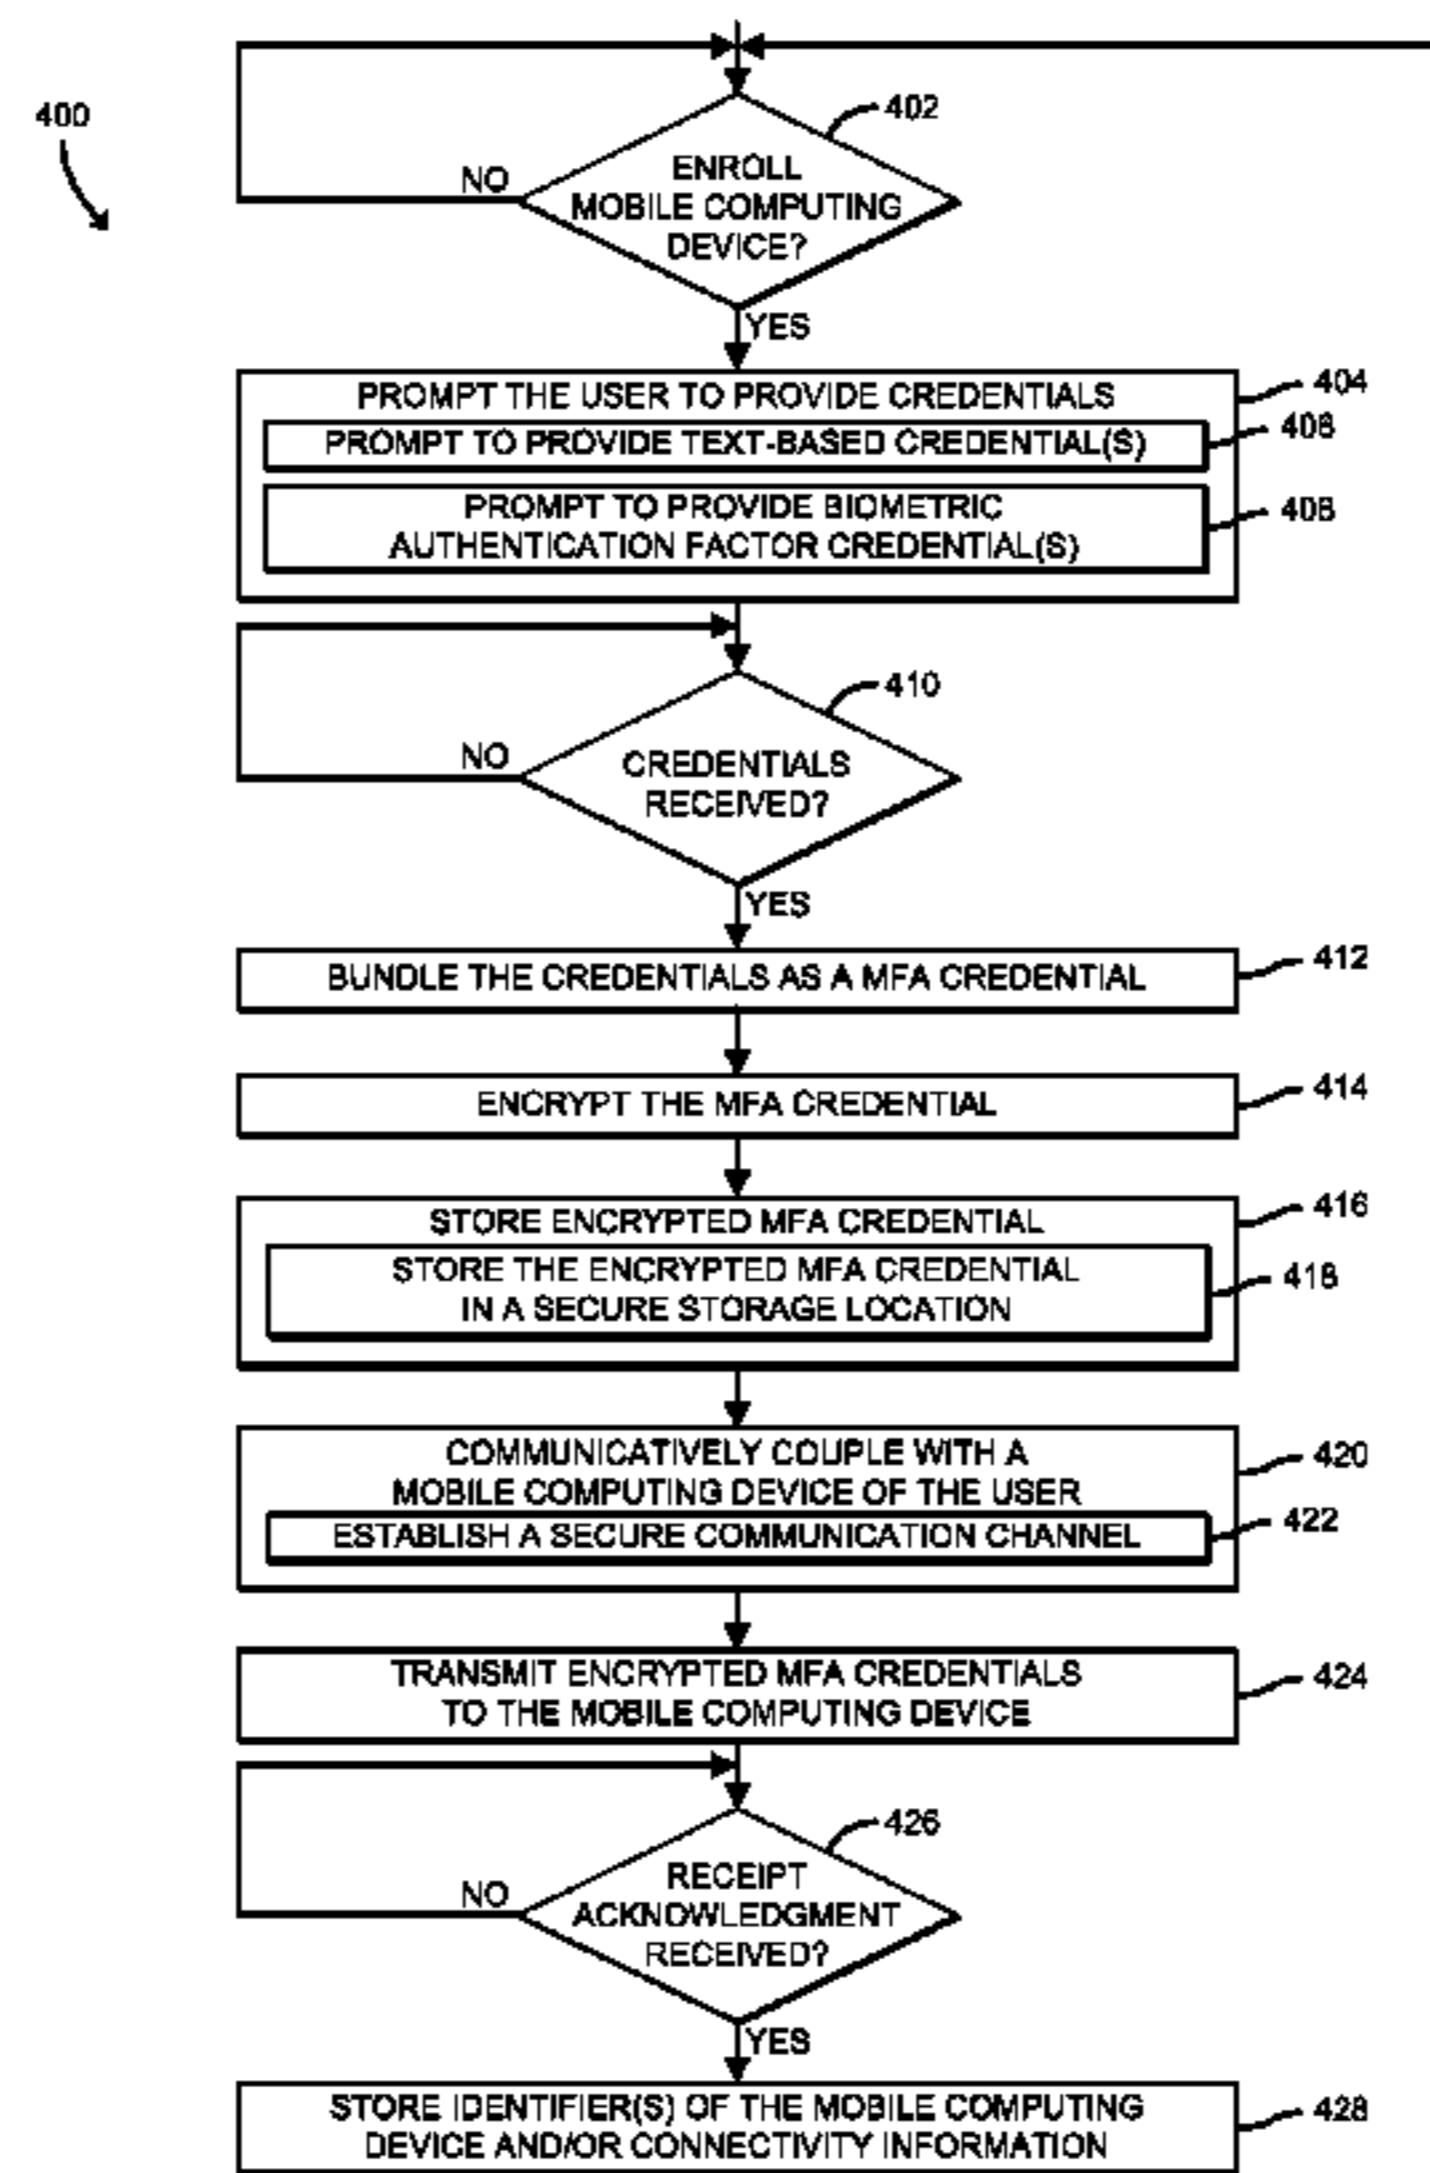 400
402
ENROLL
MOBILE COMPUTING
DEVICE?
NO
YES
PROMPT THE USER TO PROVIDE CREDENTIALS
404
PROMPT TO PROVIDE TEXT-BASED CREDENTIAL(S)
406
PROMPT TO PROVIDE BIOMETRIC
AUTHENTICATION FACTOR CREDENTIAL(S)
408
410
CREDENTIALS
RECEIVED?
NO
YES
BUNDLE THE CREDENTIALS AS A MFA CREDENTIAL
412
ENCRYPT THE MFA CREDENTIAL
414
STORE ENCRYPTED MFA CREDENTIAL
416
STORE THE ENCRYPTED MFA CREDENTIAL
IN A SECURE STORAGE LOCATION
418
COMMUNICATIVELY COUPLE WITH A
MOBILE COMPUTING DEVICE OF THE USER
420
ESTABLISH A SECURE COMMUNICATION CHANNEL
422
TRANSMIT ENCRYPTED MFA CREDENTIALS
TO THE MOBILE COMPUTING DEVICE
424
426
RECEIPT
ACKNOWLEDGMENT
RECEIVED?
NO
YES
STORE IDENTIFIER(S) OF THE MOBILE COMPUTING
DEVICE AND/OR CONNECTIVITY INFORMATION
428